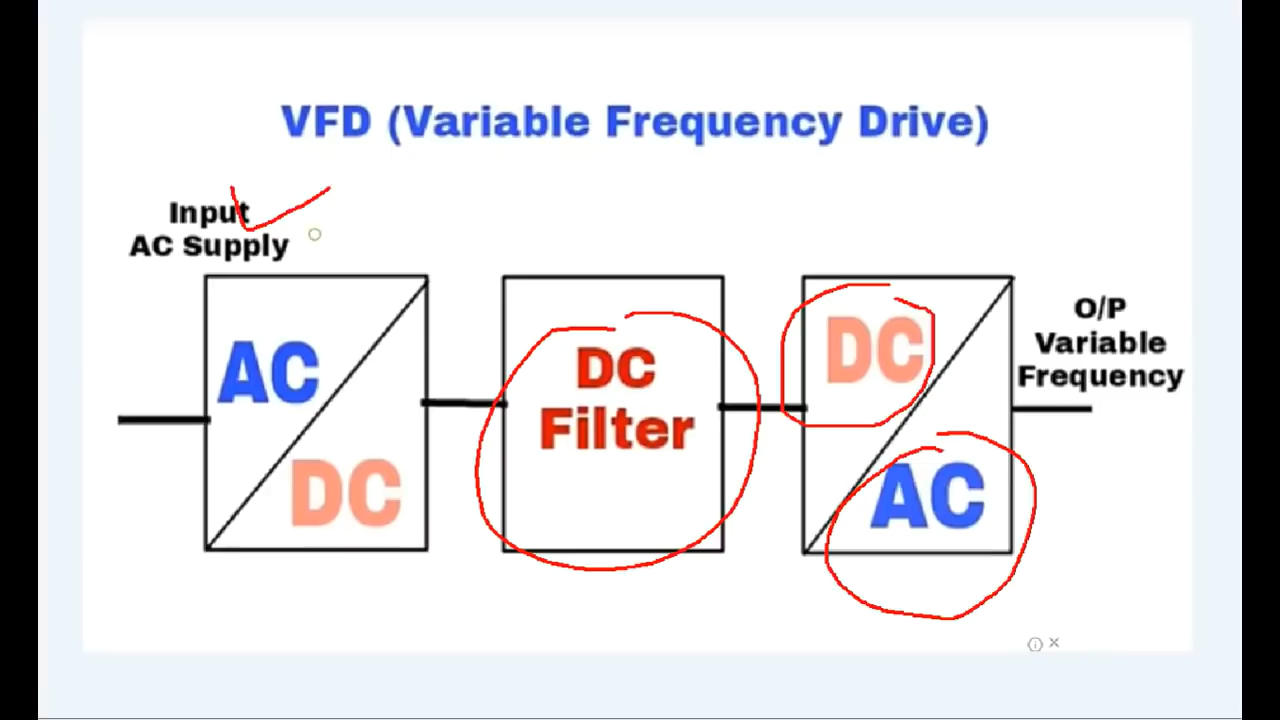 VFD (Variable Frequency Drive)
Input
AC Supply
AC
DC
DC
Filter
DC
AC
O/P
Variable
Frequency